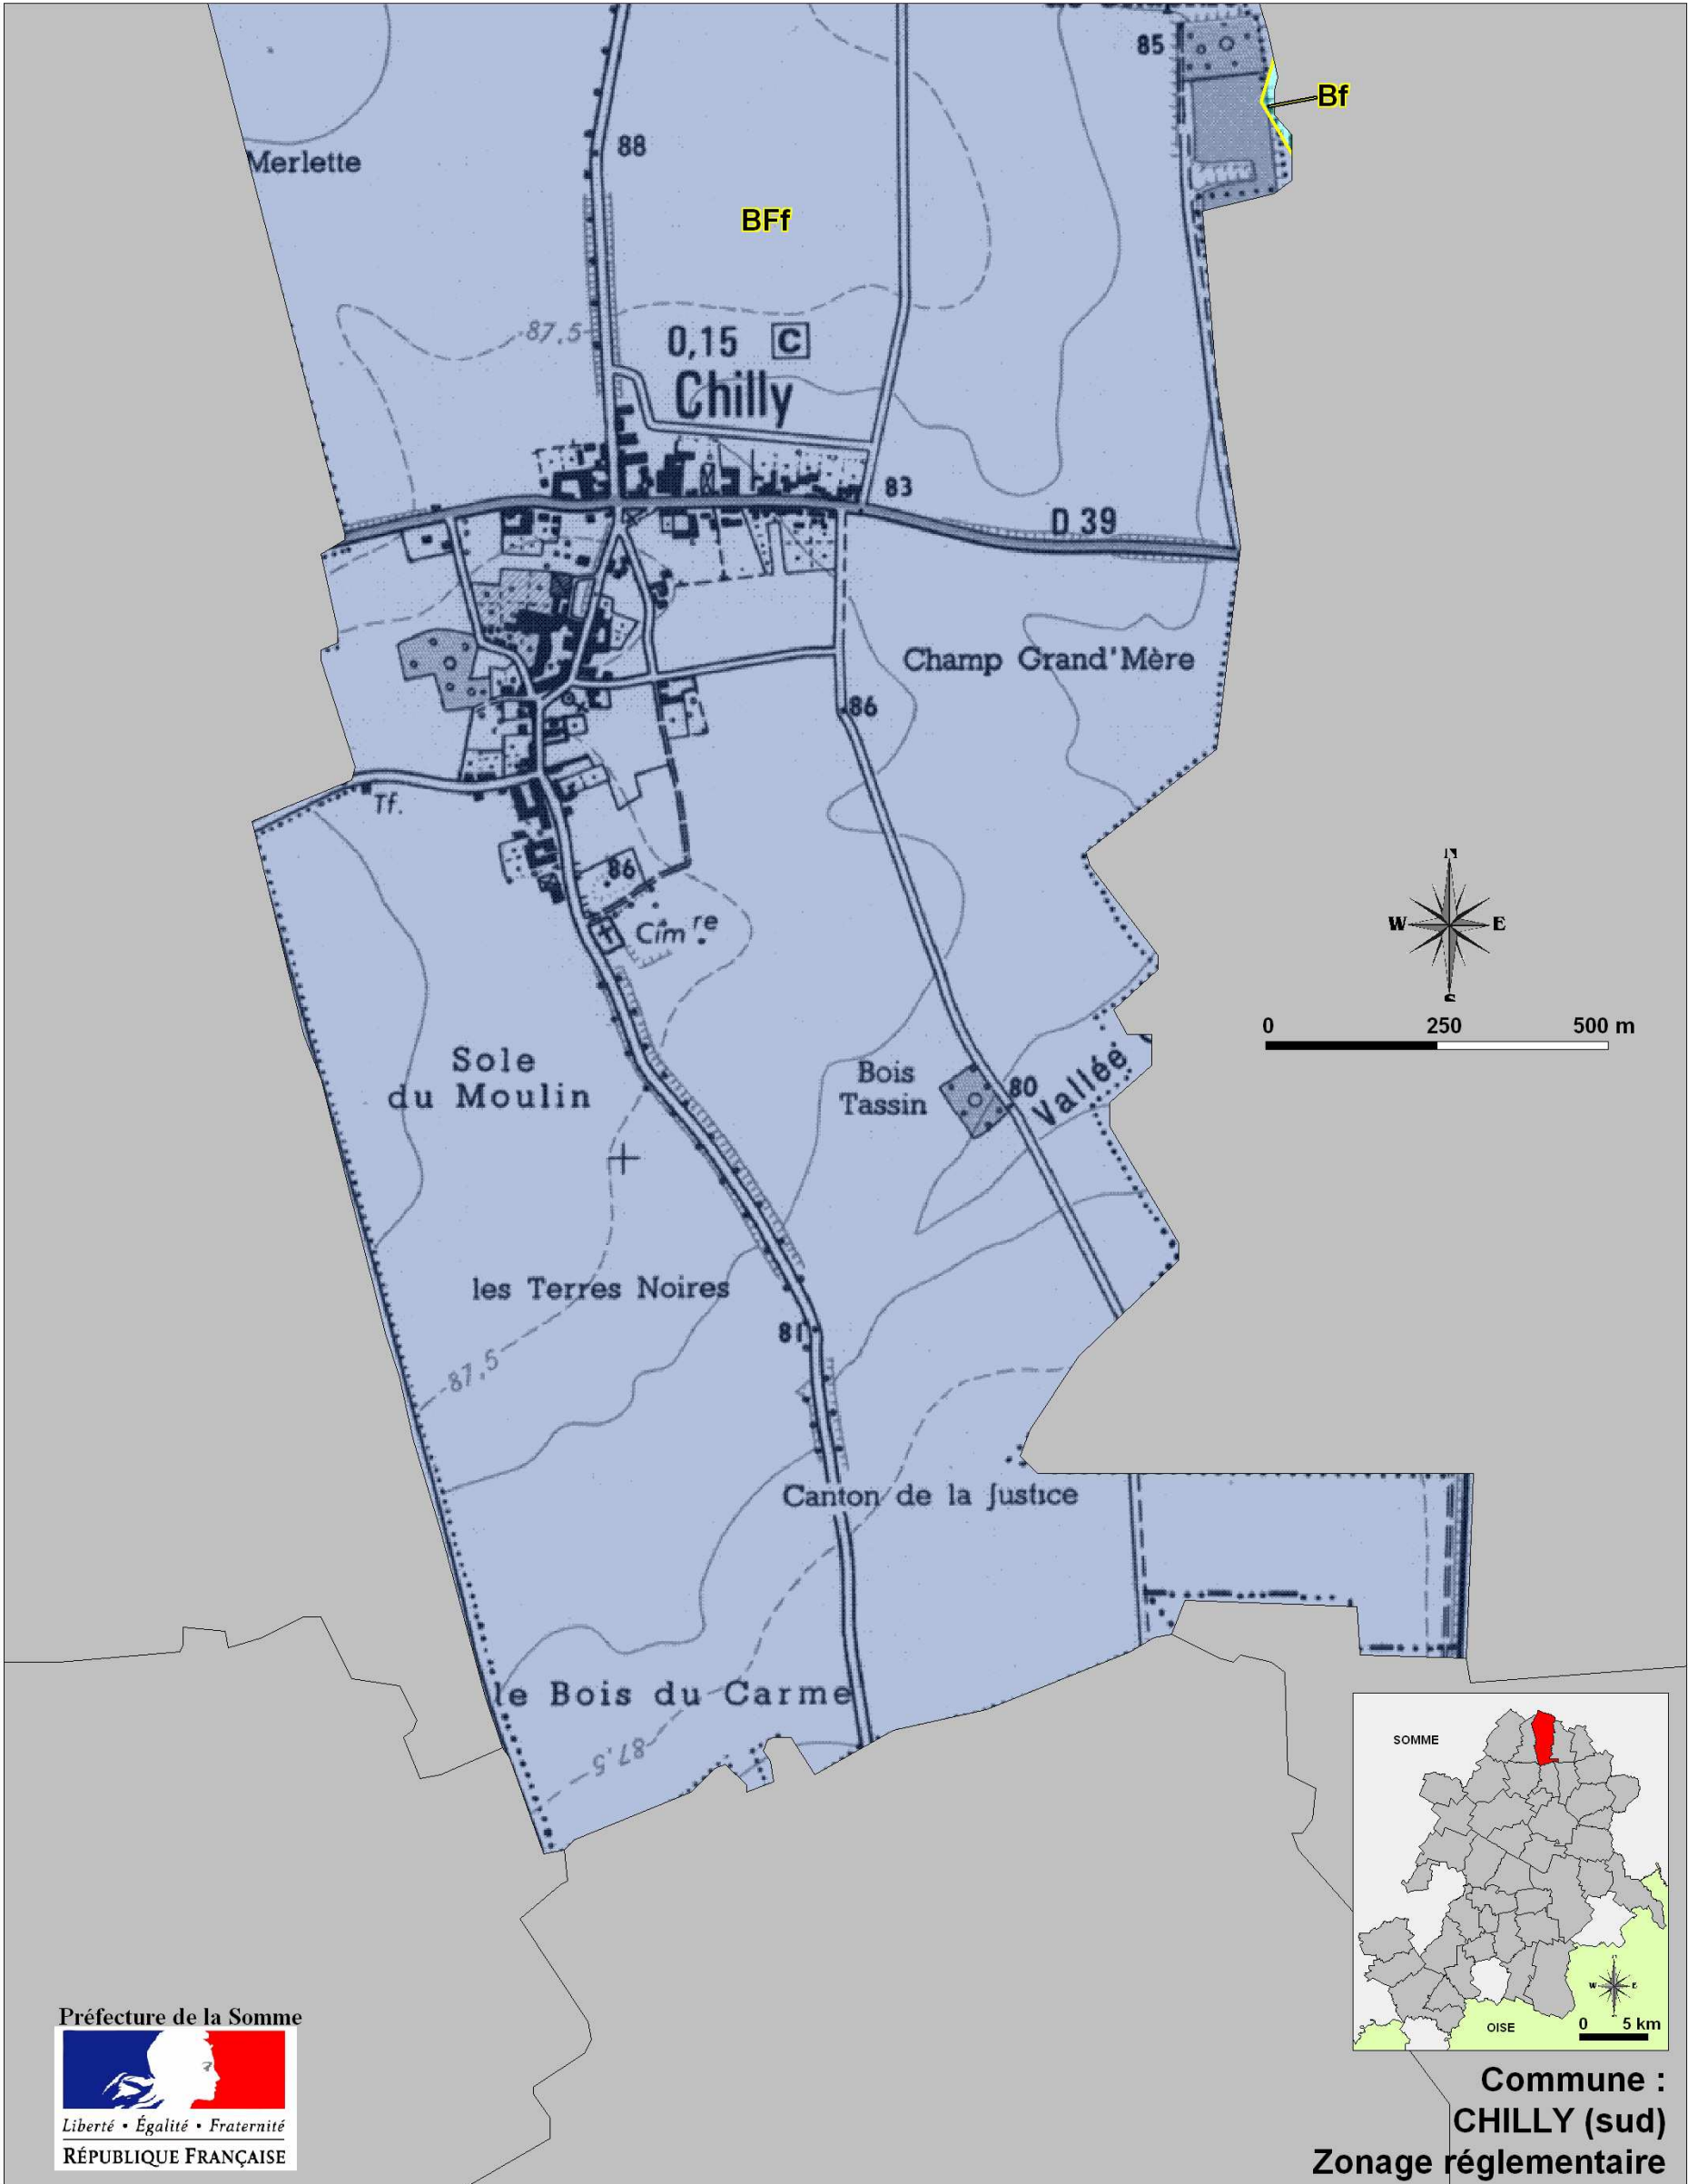 85
Bf
88
Merlette
BFf
87,5
0,15 C
Chilly
83
D 39
Champ Grand'Mère
86
Tf.
86
Cim.re
N
W E
S
0 250 500 m
Sole
du Moulin
Bois
Tassin
80
Vallée
les Terres Noires
81
87,5
Canton de la Justice
le Bois du Carme
87,5
SOMME
W E
OISE
0 5 km
Préfecture de la Somme
Liberté • Égalité • Fraternité
RÉPUBLIQUE FRANÇAISE
Commune :
CHILLY (sud)
Zonage réglementaire